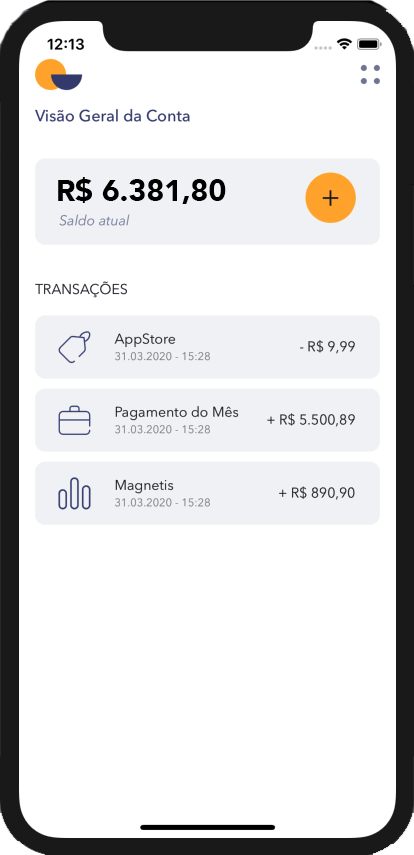 12:13
Visão Geral da Conta
R$ 6.381,80
Saldo atual
TRANSAÇÕES
AppStore
- R$ 9,99
31.03.2020 - 15:28
Pagamento do Mês
+ R$ 5.500,89
31.03.2020 - 15:28
Magnetis
+ R$ 890,90
31.03.2020 - 15:28